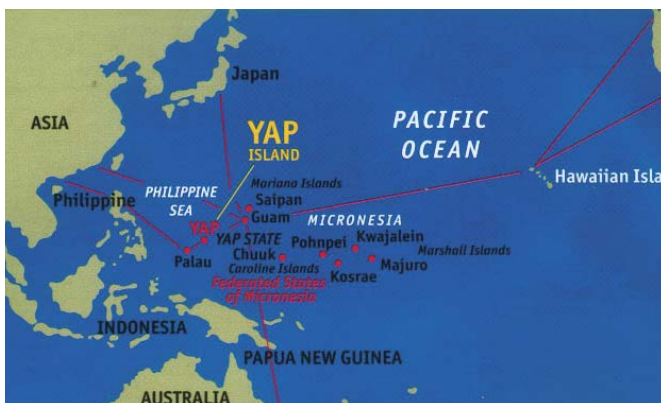 Japan
ASIA
YAP
ISLAND
PACIFIC
OCEAN
Hawaiian Isla
PHILIPPINE
SEA
Philippine
Mariana Islands
Saipan
Guam
MICRONESIA
YAP
YAP STATE
Palau
Chuuk
Pohnpei
Kwajalein
Marshall Islands
Majuro
Kosrae
Caroline Islands
Federated States
of Micronesia
INDONESIA
PAPUA NEW GUINEA
AUSTRALIA